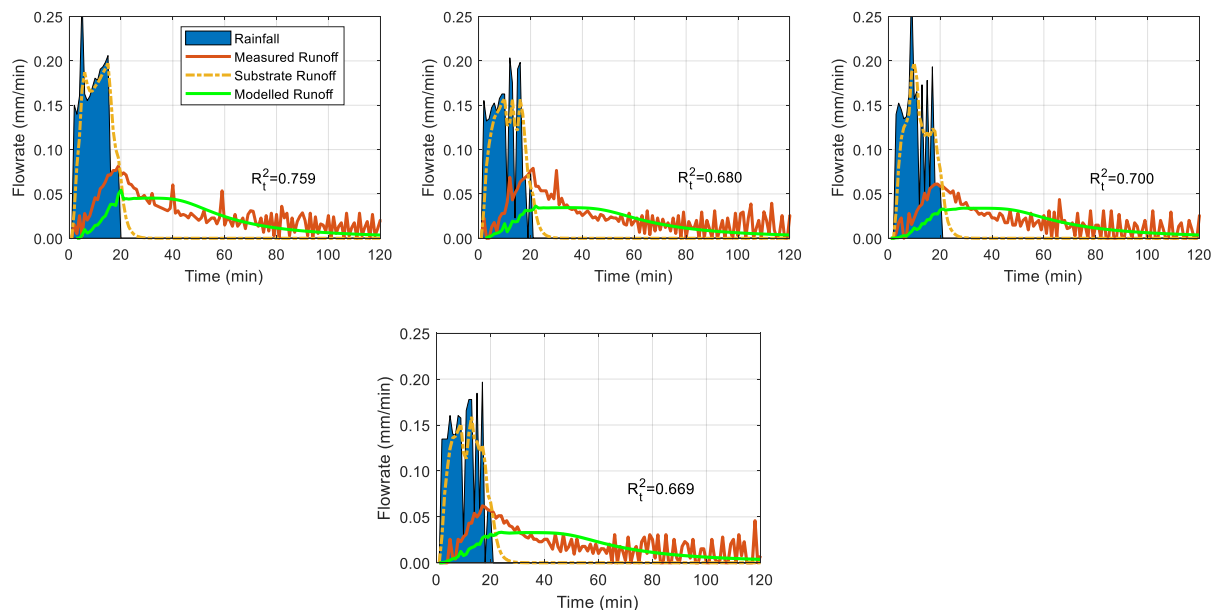 0.25
0.20
0.15
0.10
0.05
0.00
Flowrate (mm/min)
Rainfall
Measured Runoff
Substrate Runoff
Modelled Runoff
R_t^2=0.759
0 20 40 60 80 100 120
Time (min)
0.25
0.20
0.15
0.10
0.05
0.00
Flowrate (mm/min)
R_t^2=0.680
0 20 40 60 80 100 120
Time (min)
0.25
0.20
0.15
0.10
0.05
0.00
Flowrate (mm/min)
R_t^2=0.700
0 20 40 60 80 100 120
Time (min)
0.25
0.20
0.15
0.10
0.05
0.00
Flowrate (mm/min)
R_t^2=0.669
0 20 40 60 80 100 120
Time (min)